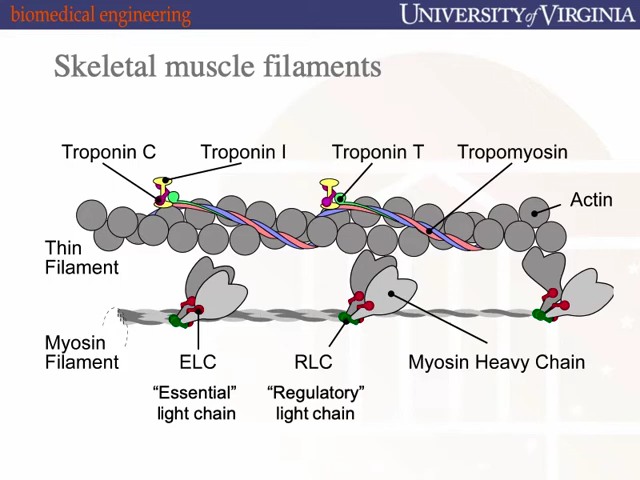 biomedical engineering
UNIVERSITY of VIRGINIA
Skeletal muscle filaments
Troponin C
Troponin I
Troponin T
Tropomyosin
Actin
Thin
Filament
Myosin
Filament
ELC
RLC
Myosin Heavy Chain
“Essential”
light chain
“Regulatory”
light chain